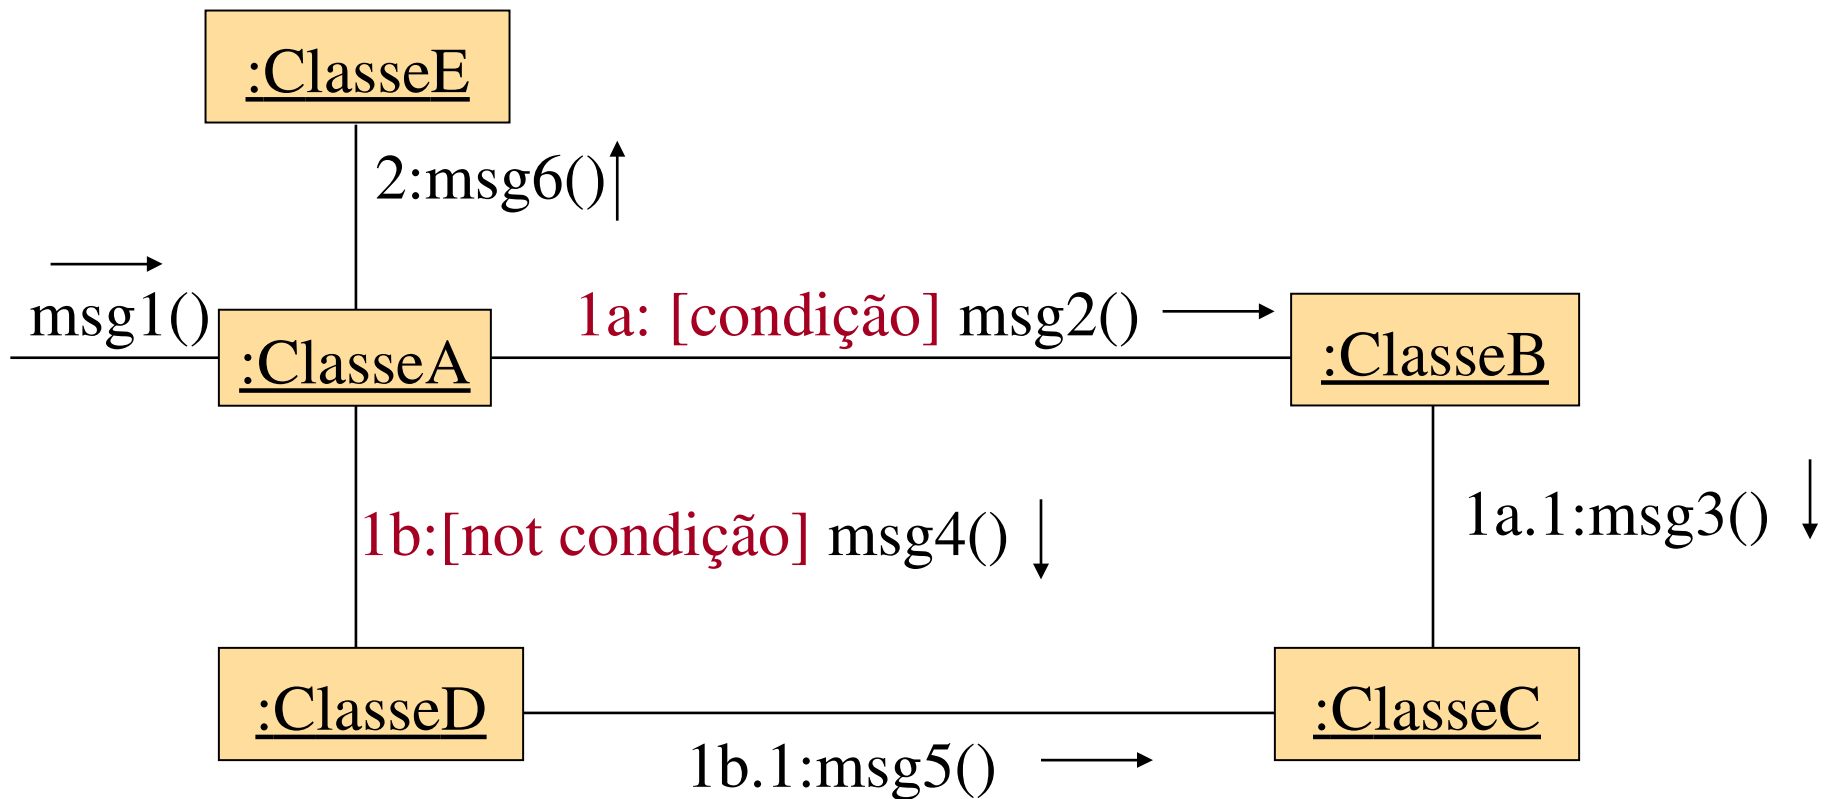 :ClasseE
2:msg6()
msg1()
1a: [condição] msg2()
:ClasseA
:ClasseB
1b:[not condição] msg4()
1a.1:msg3()
:ClasseD
:ClasseC
1b.1:msg5()